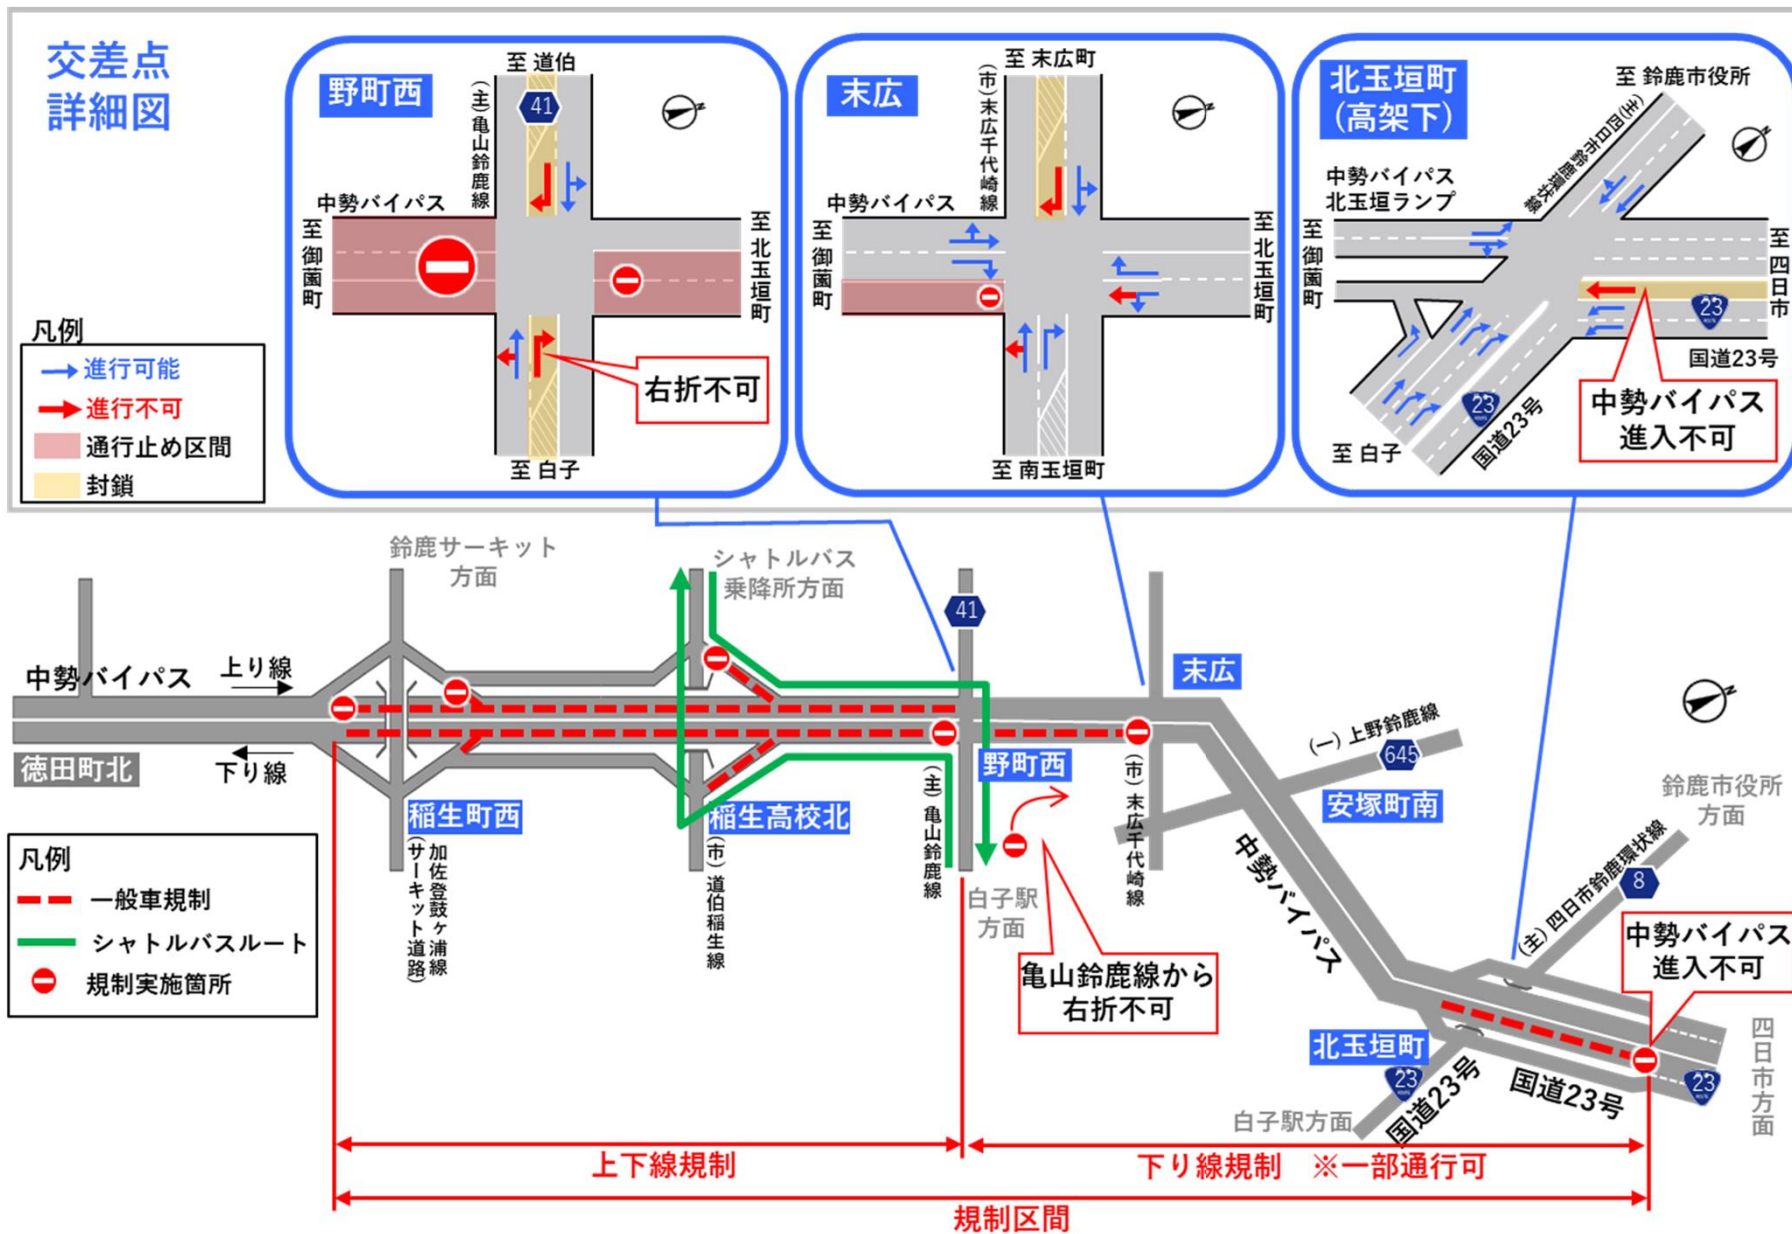 交差点
詳細図
凡例
進行可能
進行不可
通行止め区間
封鎖
野町西
至 道伯
(主)亀山鈴鹿線
41
N
中勢バイパス
至御薗町
至北玉垣町
右折不可
至 白子
末広
至 末広町
(市)末広千代崎線
N
中勢バイパス
至御薗町
至北玉垣町
至 南玉垣町
北玉垣町
(高架下)
至 鈴鹿市役所
(主)四日市鈴鹿環状線
N
中勢バイパス
北玉垣ランプ
至御薗町
至四日市
23
国道23号
中勢バイパス
進入不可
23
国道23号
至 白子
鈴鹿サーキット
方面
シャトルバス
乗降所方面
41
中勢バイパス
上り線
末広
N
徳田町北
下り線
稲生町西
稲生高校北
野町西
(一)上野鈴鹿線
645
安塚町南
鈴鹿市役所
方面
加佐登鼓ヶ浦線
(サーキット道路)
(市)道伯稲生線
(主)亀山鈴鹿線
(市)末広千代崎線
中勢バイパス
(主)四日市鈴鹿環状線
8
白子駅
方面
亀山鈴鹿線から
右折不可
中勢バイパス
進入不可
北玉垣町
23
国道23号
国道23号
23
四日市方面
白子駅方面
凡例
一般車規制
シャトルバスルート
規制実施箇所
上下線規制
下り線規制 ※一部通行可
規制区間